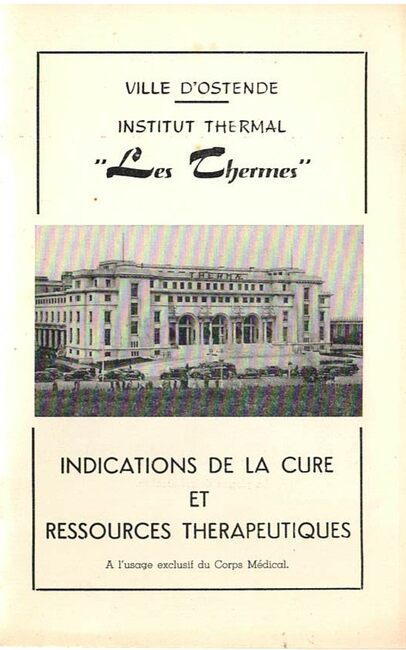 VILLE D'OSTENDE
INSTITUT THERMAL
"Les Thermes"
THERMAE
INDICATIONS DE LA CURE
ET
RESSOURCES THERAPEUTIQUES
A l'usage exclusif du Corps Médical.